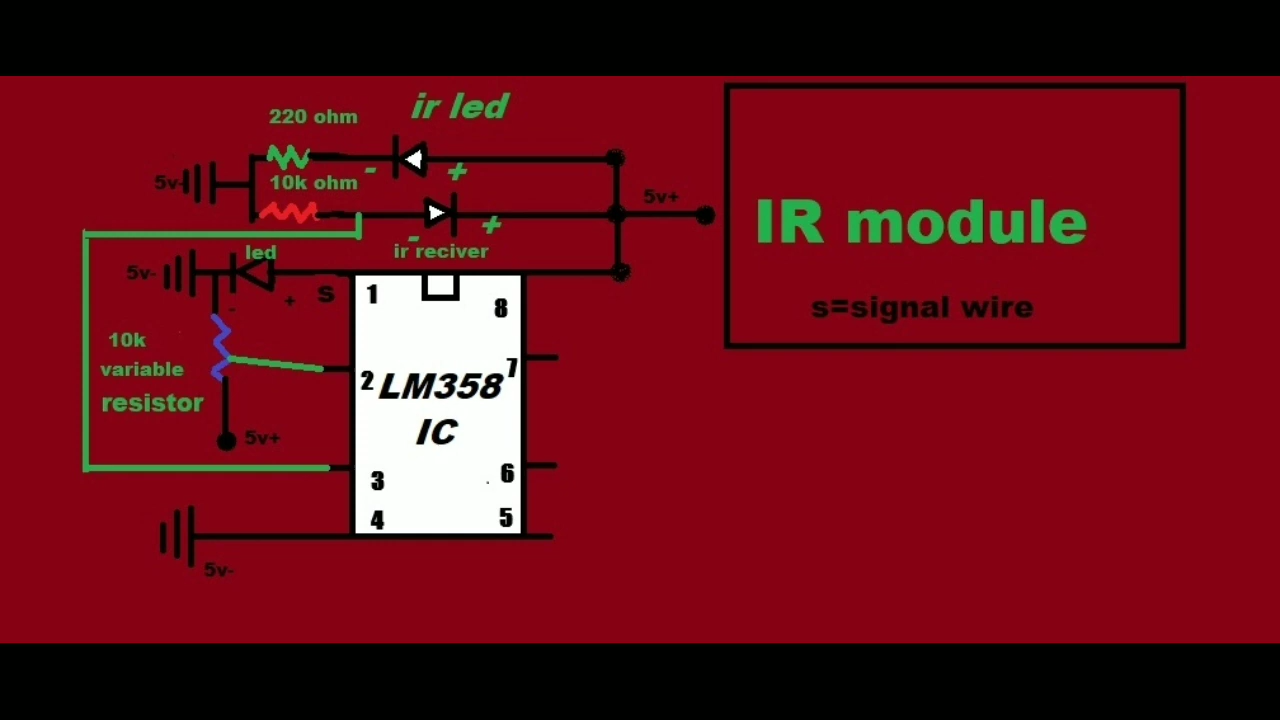 ir led
220 ohm
5v-
10k ohm
-
+
5v+
IR module
-
+
ir reciver
led
5v-
-
+
s
1
8
s=signal wire
10k
variable
resistor
2
LM358
7
IC
5v+
3
6
4
5
5v-